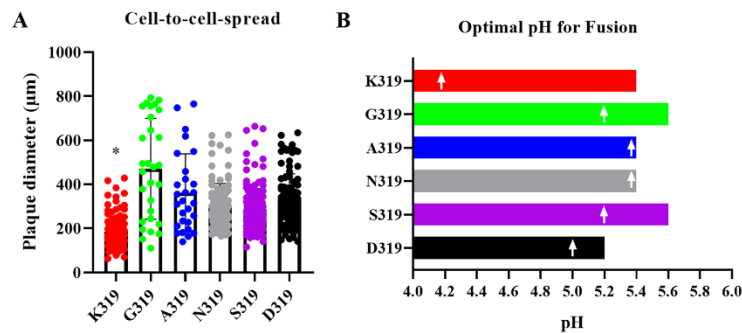 A
Cell-to-cell-spread
Plaque diameter (μm)
1000
800
600
400
200
0
*
K319
G319
A319
N319
S319
D319
B
Optimal pH for Fusion
K319
G319
A319
N319
S319
D319
4.0 4.2 4.4 4.6 4.8 5.0 5.2 5.4 5.6 5.8 6.0
pH